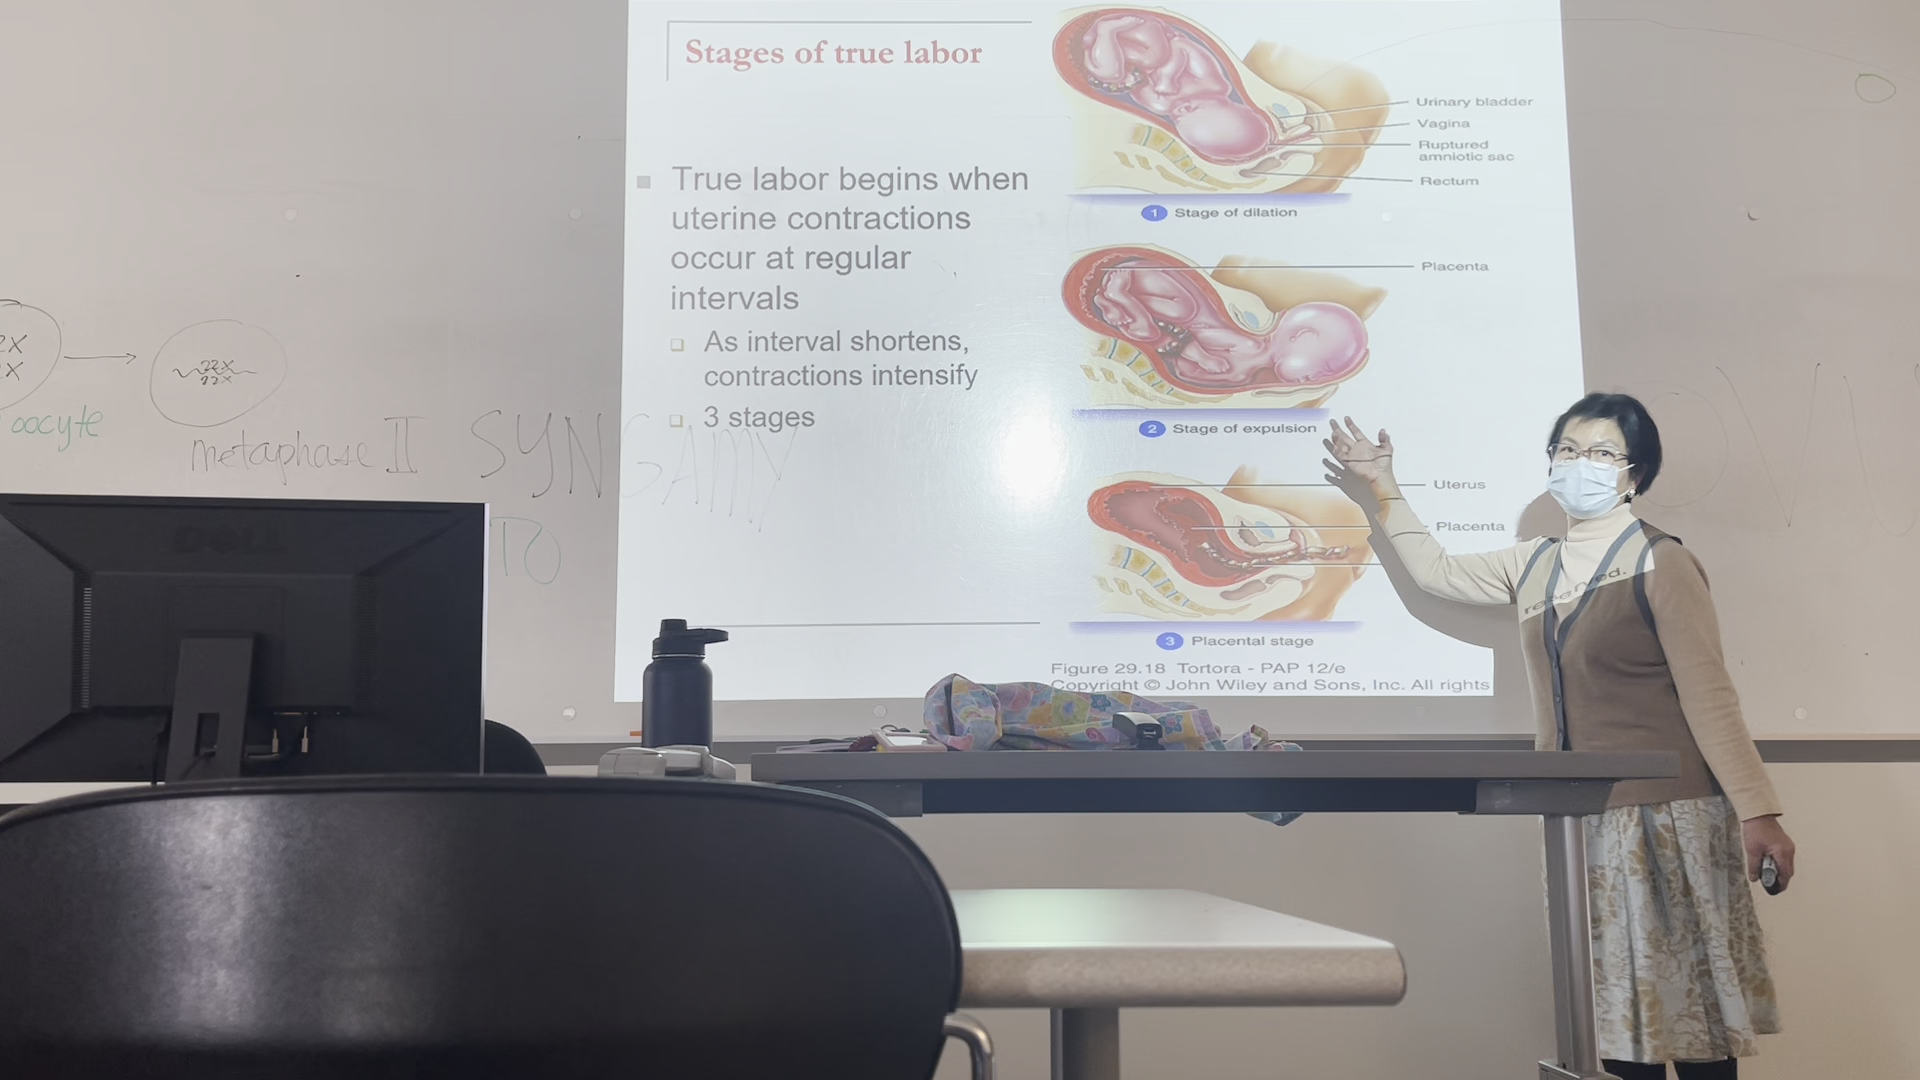 Stages of true labor
True labor begins when
uterine contractions
occur at regular
intervals
As interval shortens,
contractions intensify
3 stages
Urinary bladder
Vagina
Ruptured
amniotic sac
Rectum
1 Stage of dilation
Placenta
2 Stage of expulsion
Uterus
Placenta
3 Placental stage
Figure 29.18 Tortora - PAP 12/e
Copyright © John Wiley and Sons, Inc. All rights
reserved.
22X
22X
oocyte
metaphase II
SYNGAMY
DELL